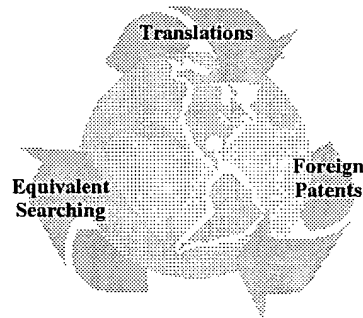 Translations
Equivalent
Searching
Foreign
Patents